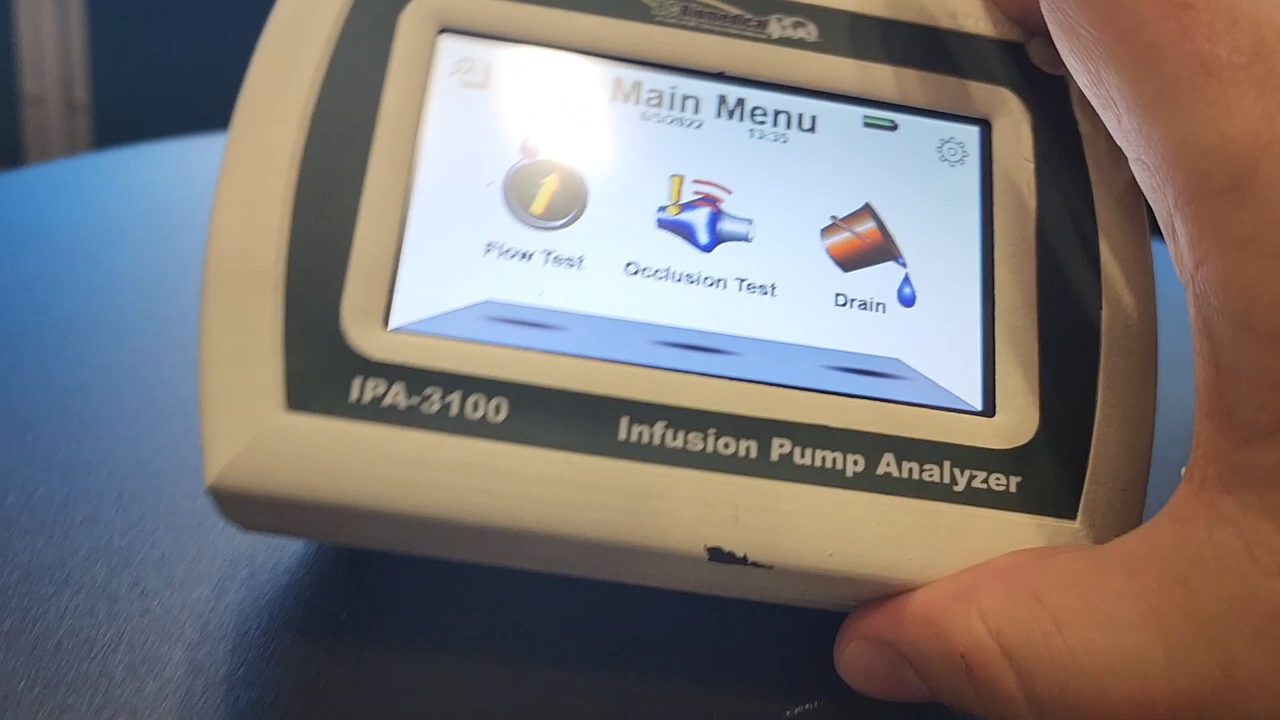 Main Menu
13:35
Flow Test
Occlusion Test
Drain
IPA-3100
Infusion Pump Analyzer